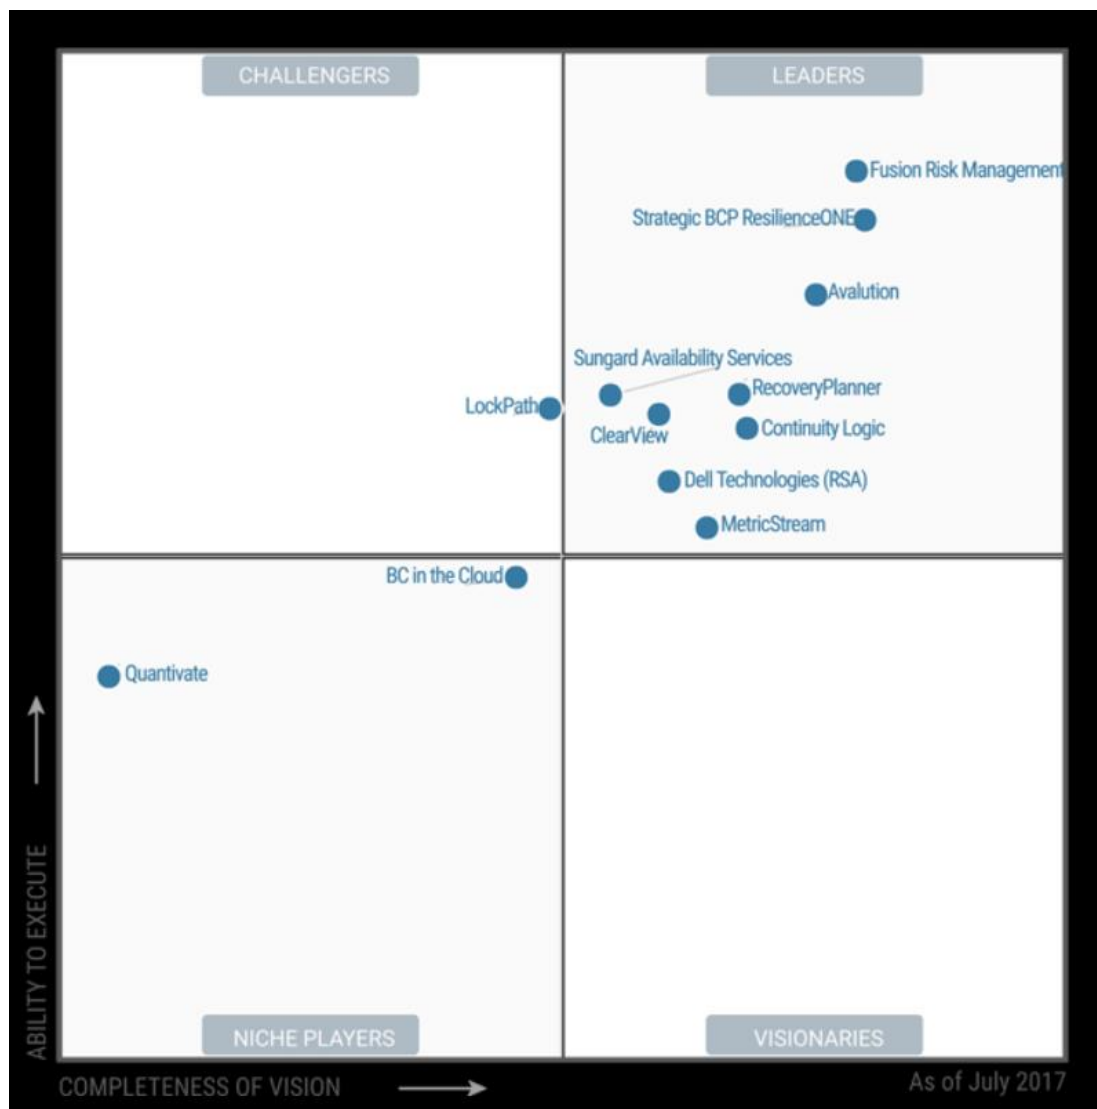 CHALLENGERS
LEADERS
Fusion Risk Management
Strategic BCP ResilienceONE
Avalution
Sungard Availability Services
RecoveryPlanner
LockPath
ClearView
Continuity Logic
Dell Technologies (RSA)
MetricStream
BC in the Cloud
Quantivate
ABILITY TO EXECUTE
NICHE PLAYERS
VISIONARIES
COMPLETENESS OF VISION
As of July 2017